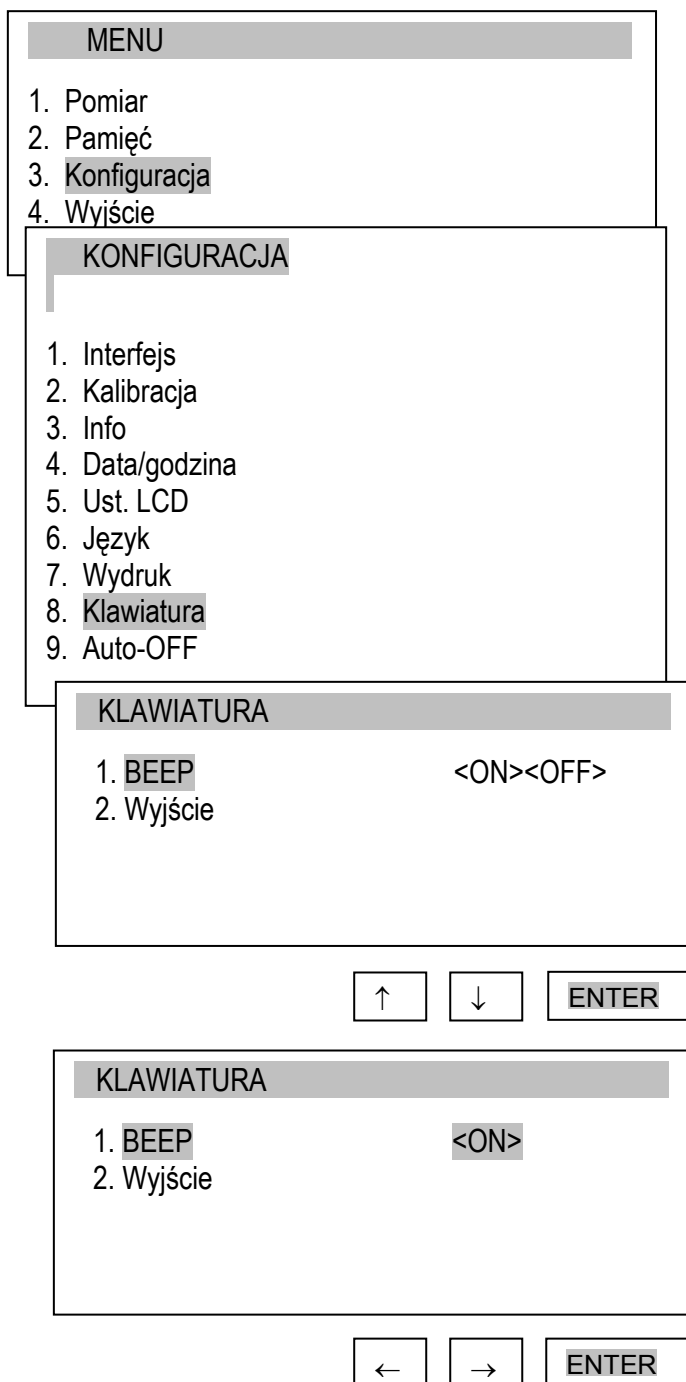 MENU
1. Pomiar
2. Pamięć
3. Konfiguracja
4. Wyjście
KONFIGURACJA
1. Interfejs
2. Kalibracja
3. Info
4. Data/godzina
5. Ust. LCD
6. Język
7. Wydruk
8. Klawiatura
9. Auto-OFF
KLAWIATURA
1. BEEP <ON><OFF>
2. Wyjście
↑ ↓ ENTER
KLAWIATURA
1. BEEP <ON>
2. Wyjście
← → ENTER